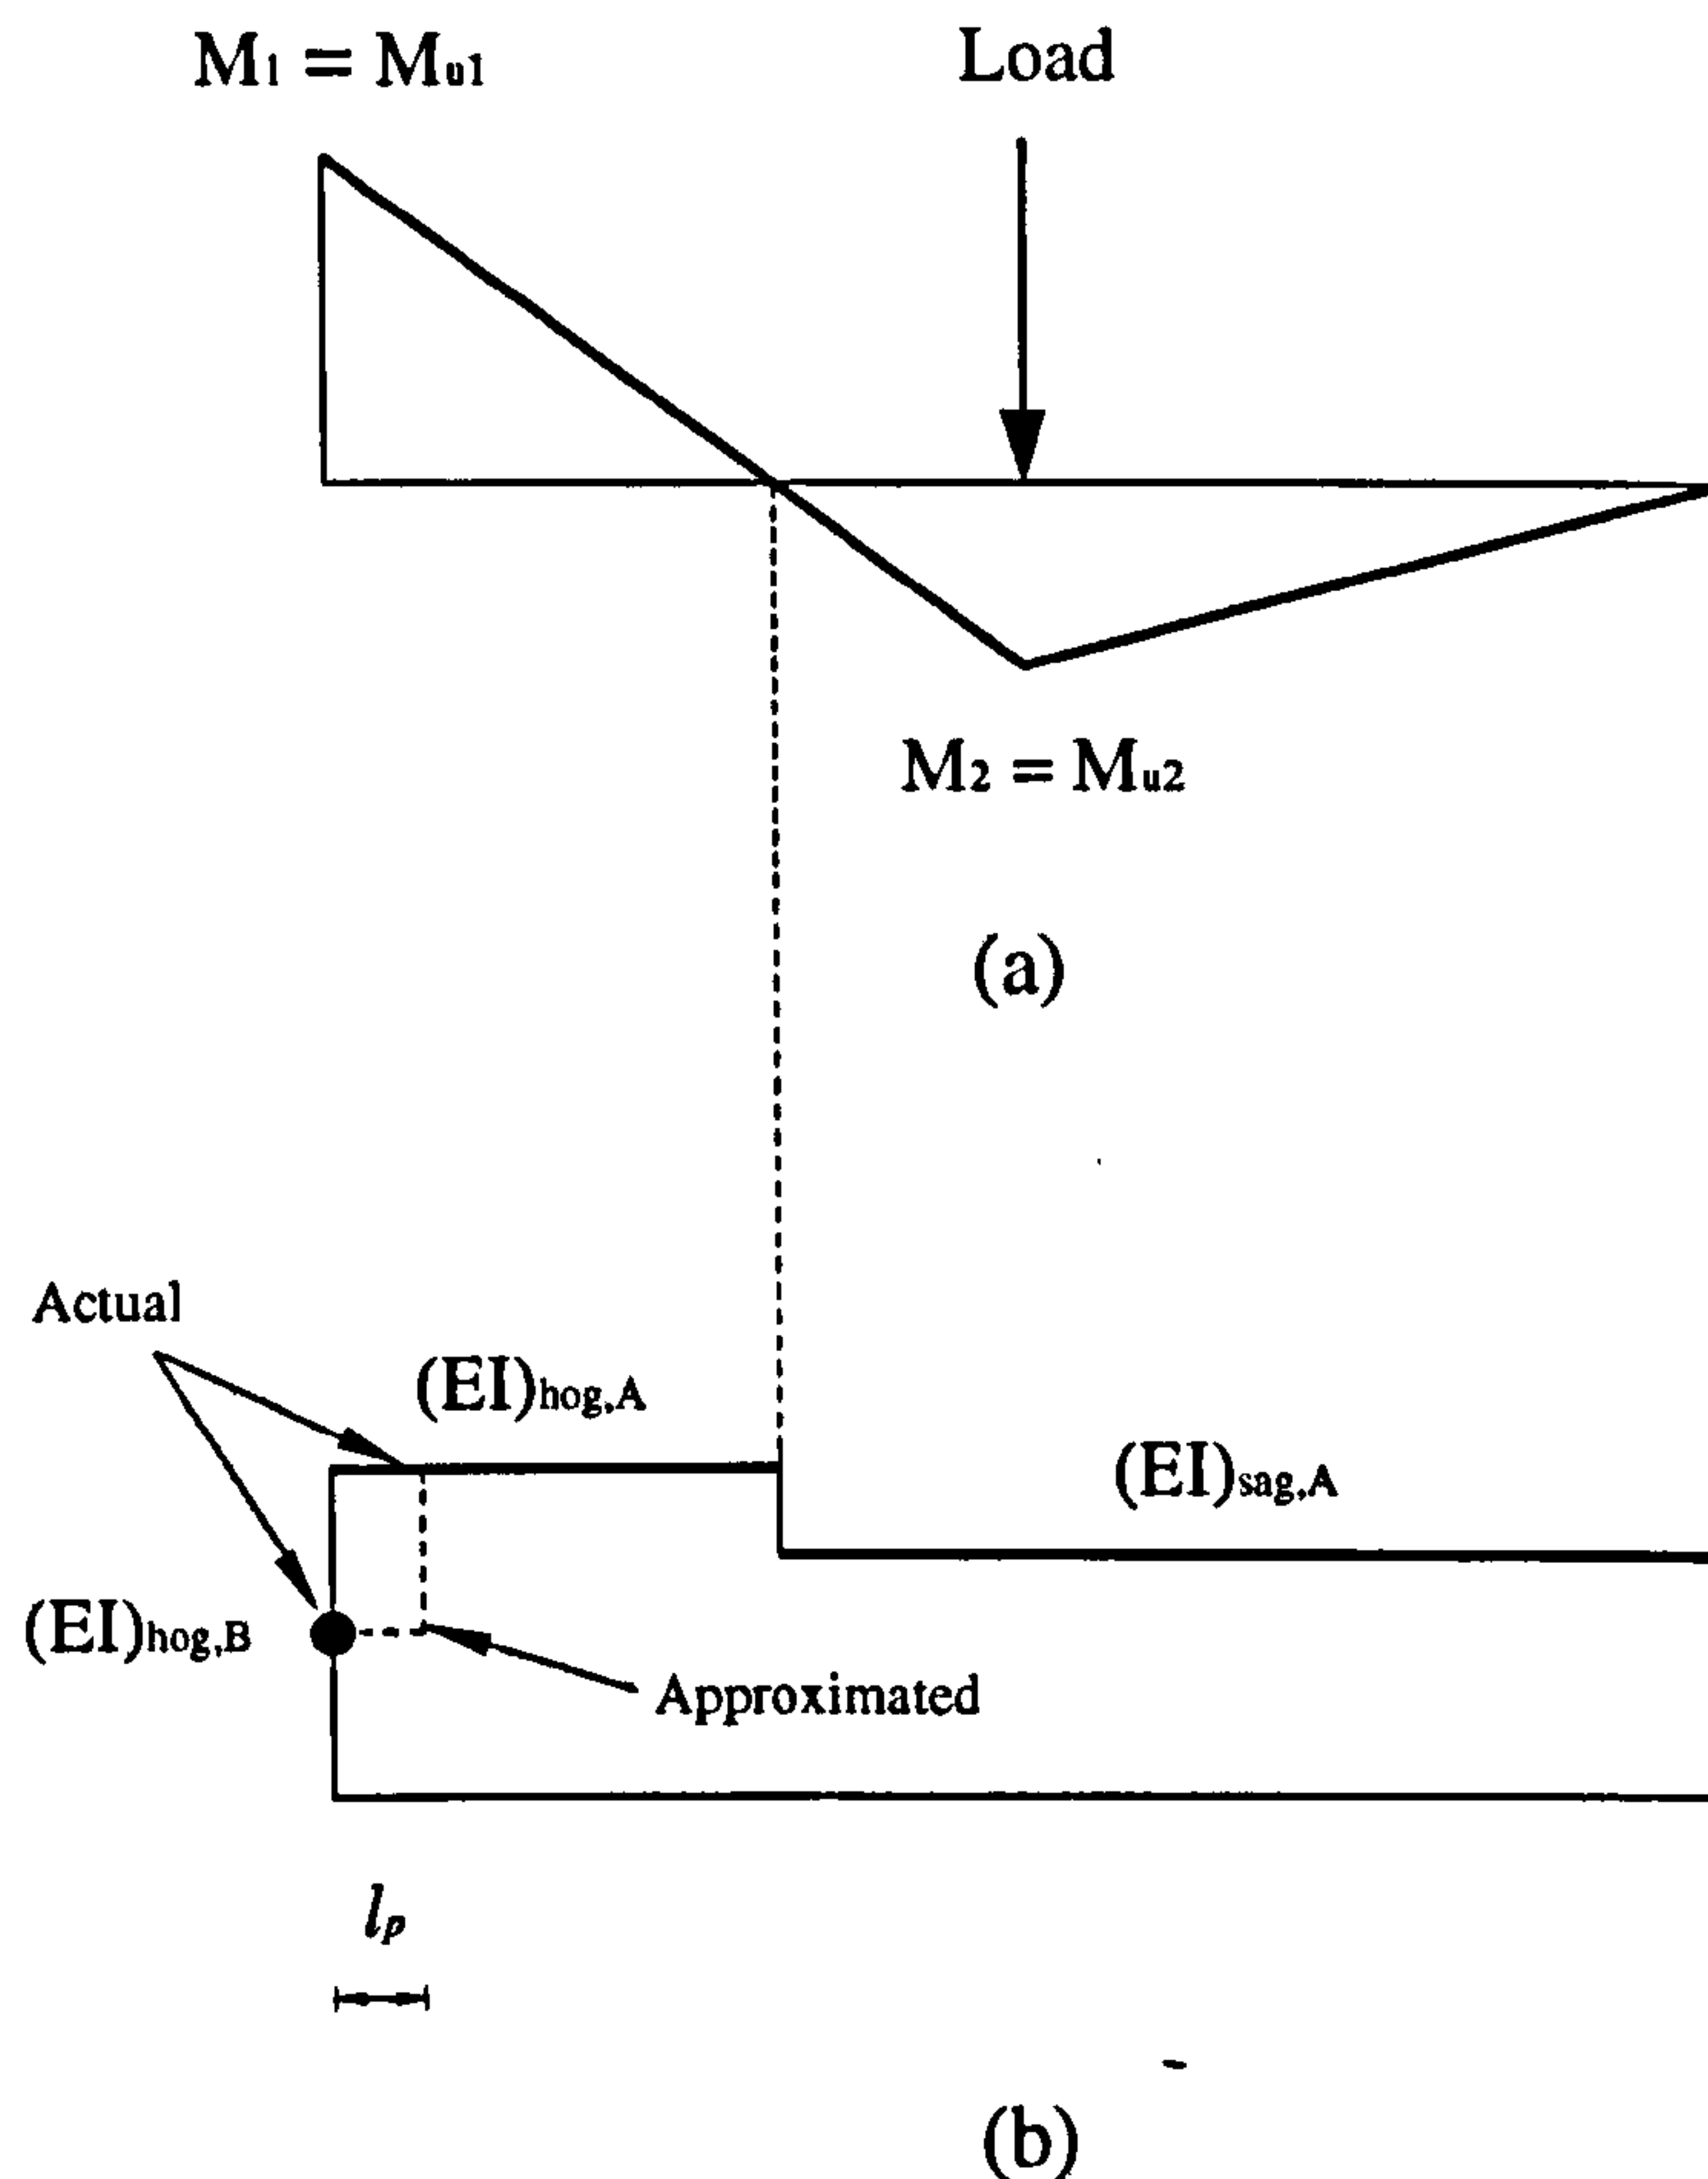 M1 = Mu1
Load
M2 = Mu2
(a)
Actual
(EI)hog,A
(EI)sag,A
(EI)hog,B
Approximated
lp
(b)